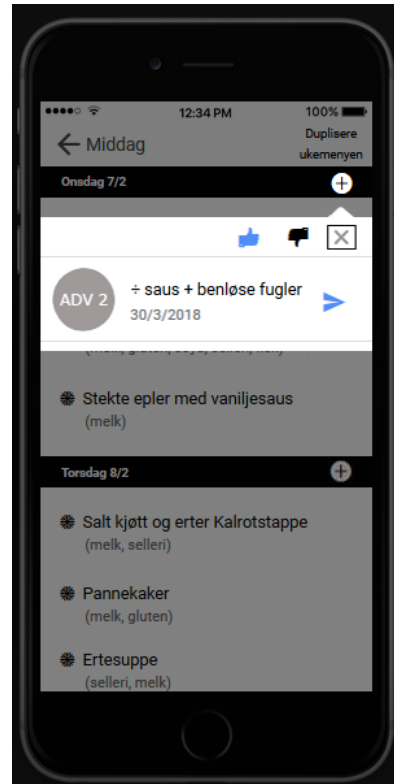 12:34 PM
100%
Middag
Duplisere
ukemenyen
Onsdag 7/2
ADV 2
÷ saus + benløse fugler
30/3/2018
Stekte epler med vaniljesaus
(melk)
Torsdag 8/2
Salt kjøtt og erter Kalrotstappe
(melk, selleri)
Pannekaker
(melk, gluten)
Ertesuppe
(selleri, melk)